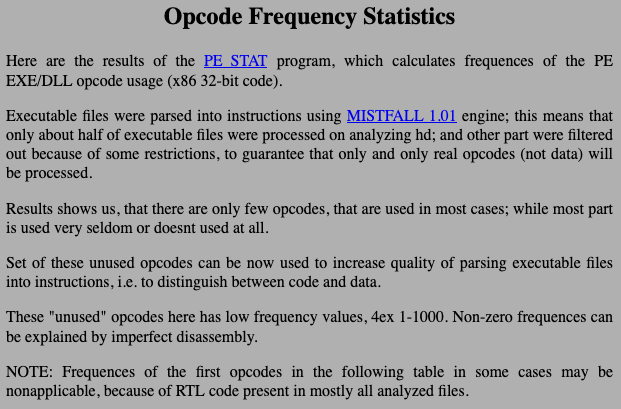 Opcode Frequency Statistics
Here are the results of the PE_STAT program, which calculates frequences of the PE
EXE/DLL opcode usage (x86 32-bit code).
Executable files were parsed into instructions using MISTFALL 1.01 engine; this means that
only about half of executable files were processed on analyzing hd; and other part were filtered
out because of some restrictions, to guarantee that only and only real opcodes (not data) will
be processed.
Results shows us, that there are only few opcodes, that are used in most cases; while most part
is used very seldom or doesnt used at all.
Set of these unused opcodes can be now used to increase quality of parsing executable files
into instructions, i.e. to distinguish between code and data.
These "unused" opcodes here has low frequency values, 4ex 1-1000. Non-zero frequences can
be explained by imperfect disassembly.
NOTE: Frequences of the first opcodes in the following table in some cases may be
nonapplicable, because of RTL code present in mostly all analyzed files.